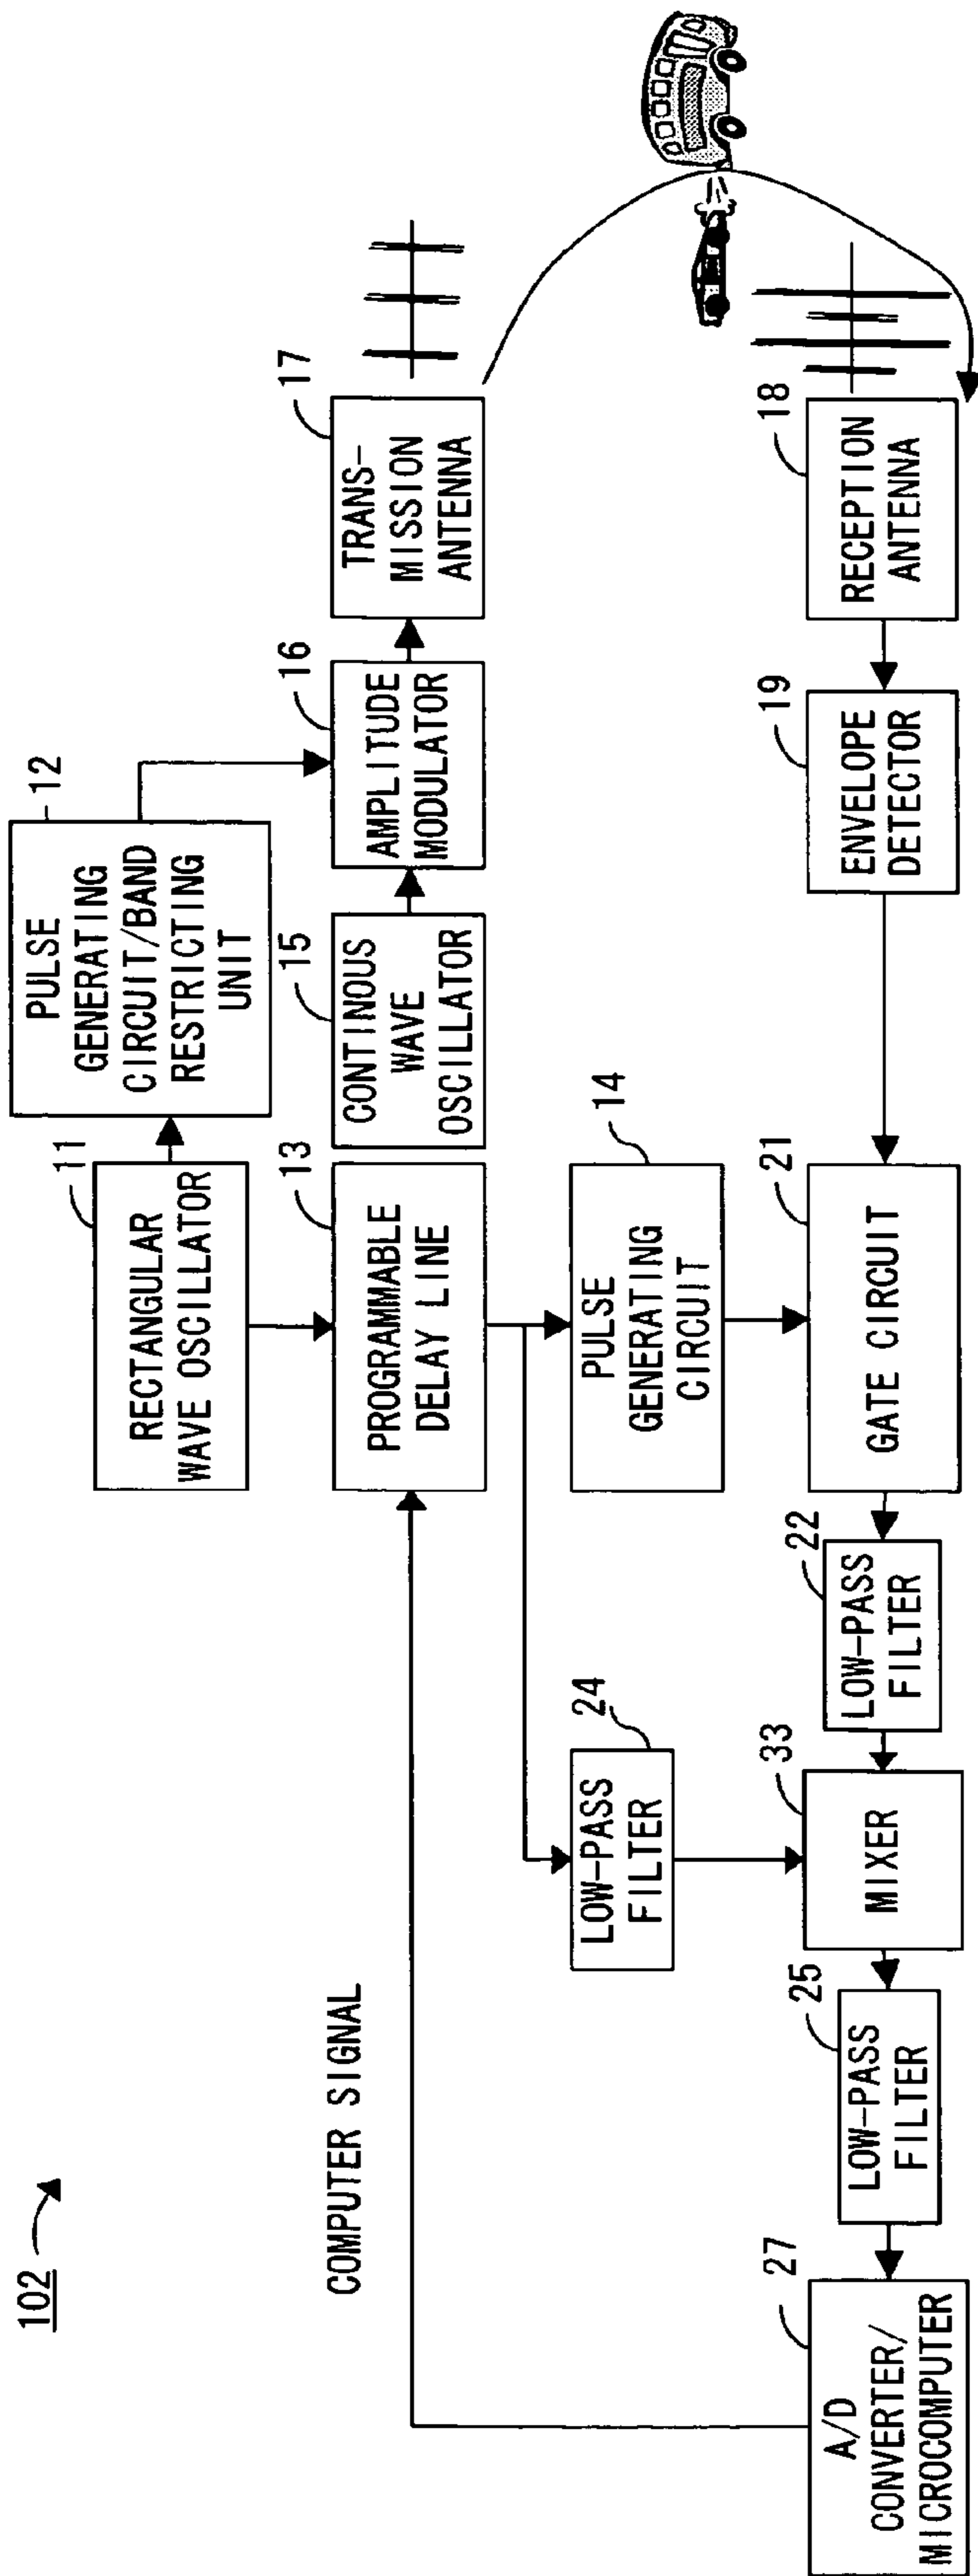 102
11
RECTANGULAR
WAVE OSCILLATOR
12
PULSE
GENERATING
CIRCUIT/BAND
RESTRICTING
UNIT
COMPUTER SIGNAL
13
PROGRAMMABLE
DELAY LINE
15
CONTINOUS
WAVE
OSCILLATOR
16
AMPLITUDE
MODULATOR
17
TRANS-
MISSION
ANTENNA
24
LOW-PASS
FILTER
14
PULSE
GENERATING
CIRCUIT
27
A/D
CONVERTER/
MICROCOMPUTER
25
LOW-PASS
FILTER
33
MIXER
22
LOW-PASS
FILTER
21
GATE CIRCUIT
19
ENVELOPE
DETECTOR
18
RECEPTION
ANTENNA